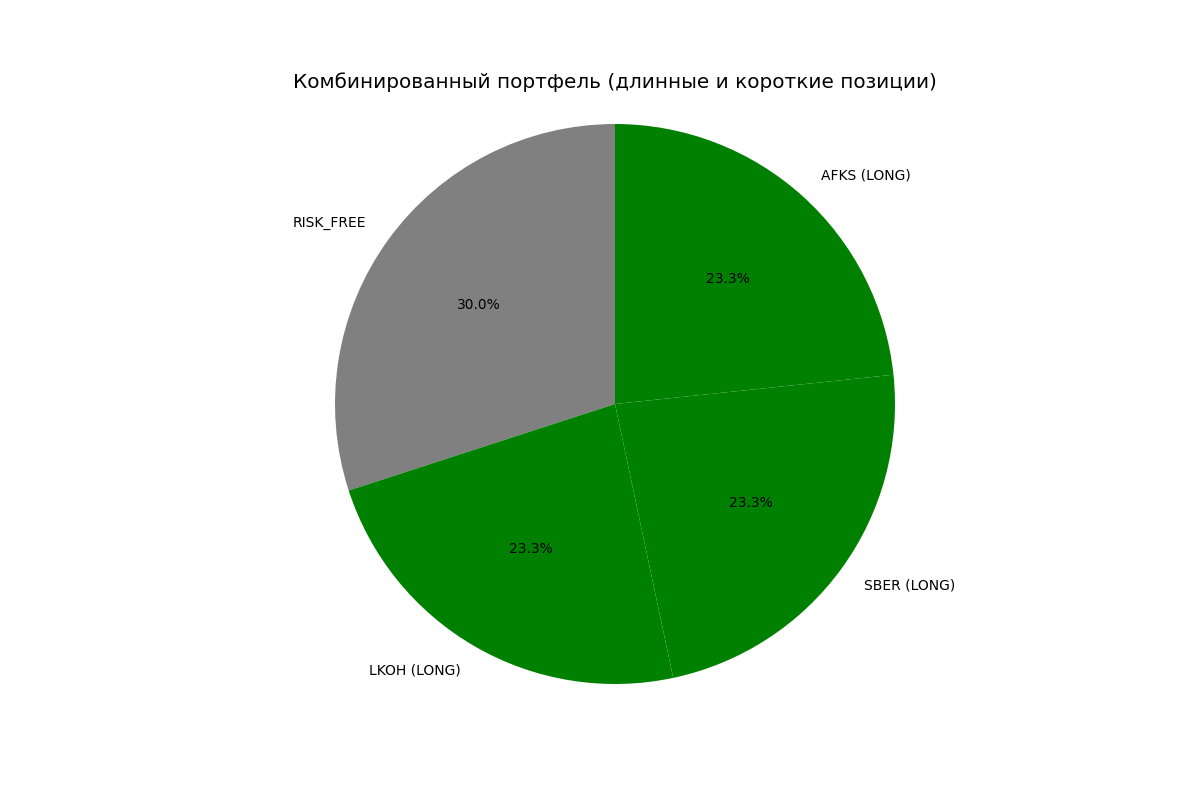 Комбинированный портфель (длинные и короткие позиции)
AFKS (LONG)
RISK_FREE
23.3%
30.0%
23.3%
23.3%
SBER (LONG)
LKOH (LONG)